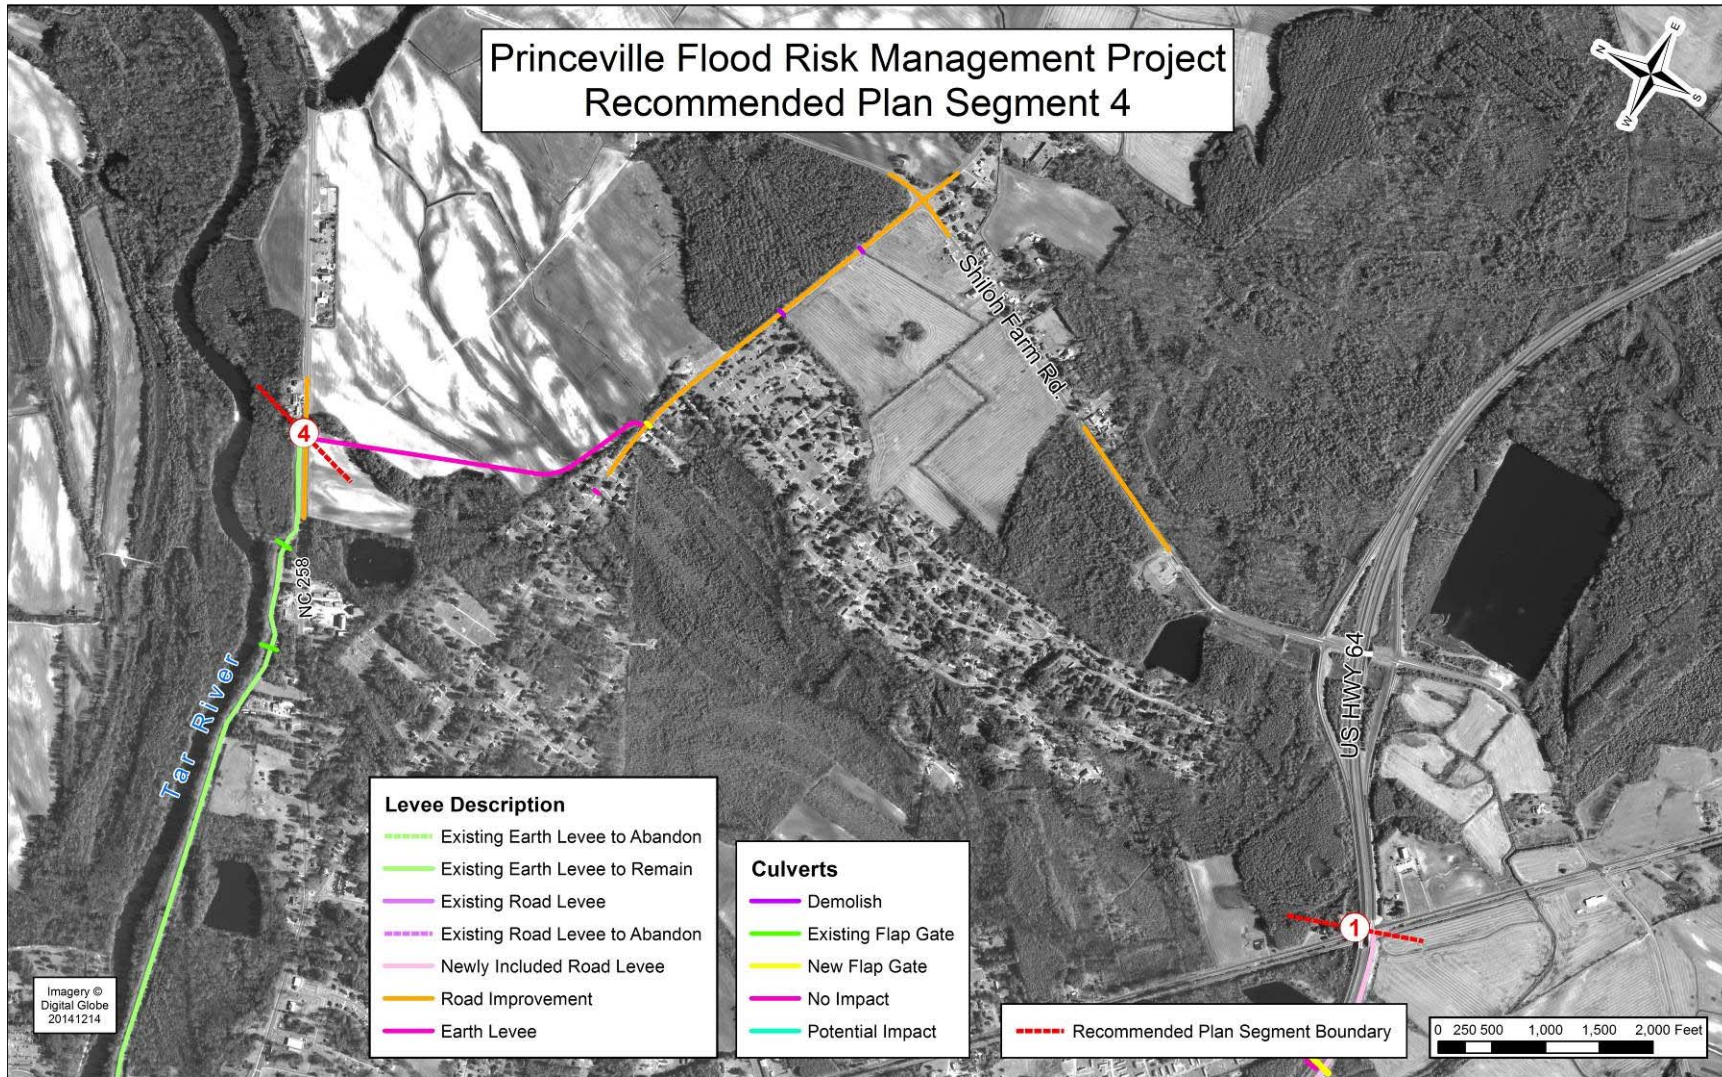 Princeville Flood Risk Management Project
Recommended Plan Segment 4
N
E
S
W
Shiloh Farm Rd.
4
NC 258
Tar River
US HWY 64
1
Levee Description
Existing Earth Levee to Abandon
Existing Earth Levee to Remain
Existing Road Levee
Existing Road Levee to Abandon
Newly Included Road Levee
Road Improvement
Earth Levee
Culverts
Demolish
Existing Flap Gate
New Flap Gate
No Impact
Potential Impact
Imagery ©
Digital Globe
20141214
Recommended Plan Segment Boundary
0 250 500 1,000 1,500 2,000 Feet